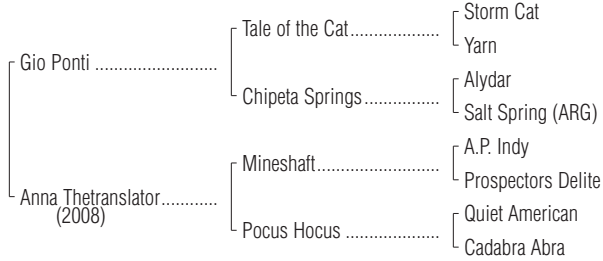 Storm Cat
Tale of the Cat
Yarn
Gio Ponti
Alydar
Chipeta Springs
Salt Spring (ARG)
A.P. Indy
Mineshaft
Prospectors Delite
Anna Thetranslator
(2008)
Quiet American
Pocus Hocus
Cadabra Abra